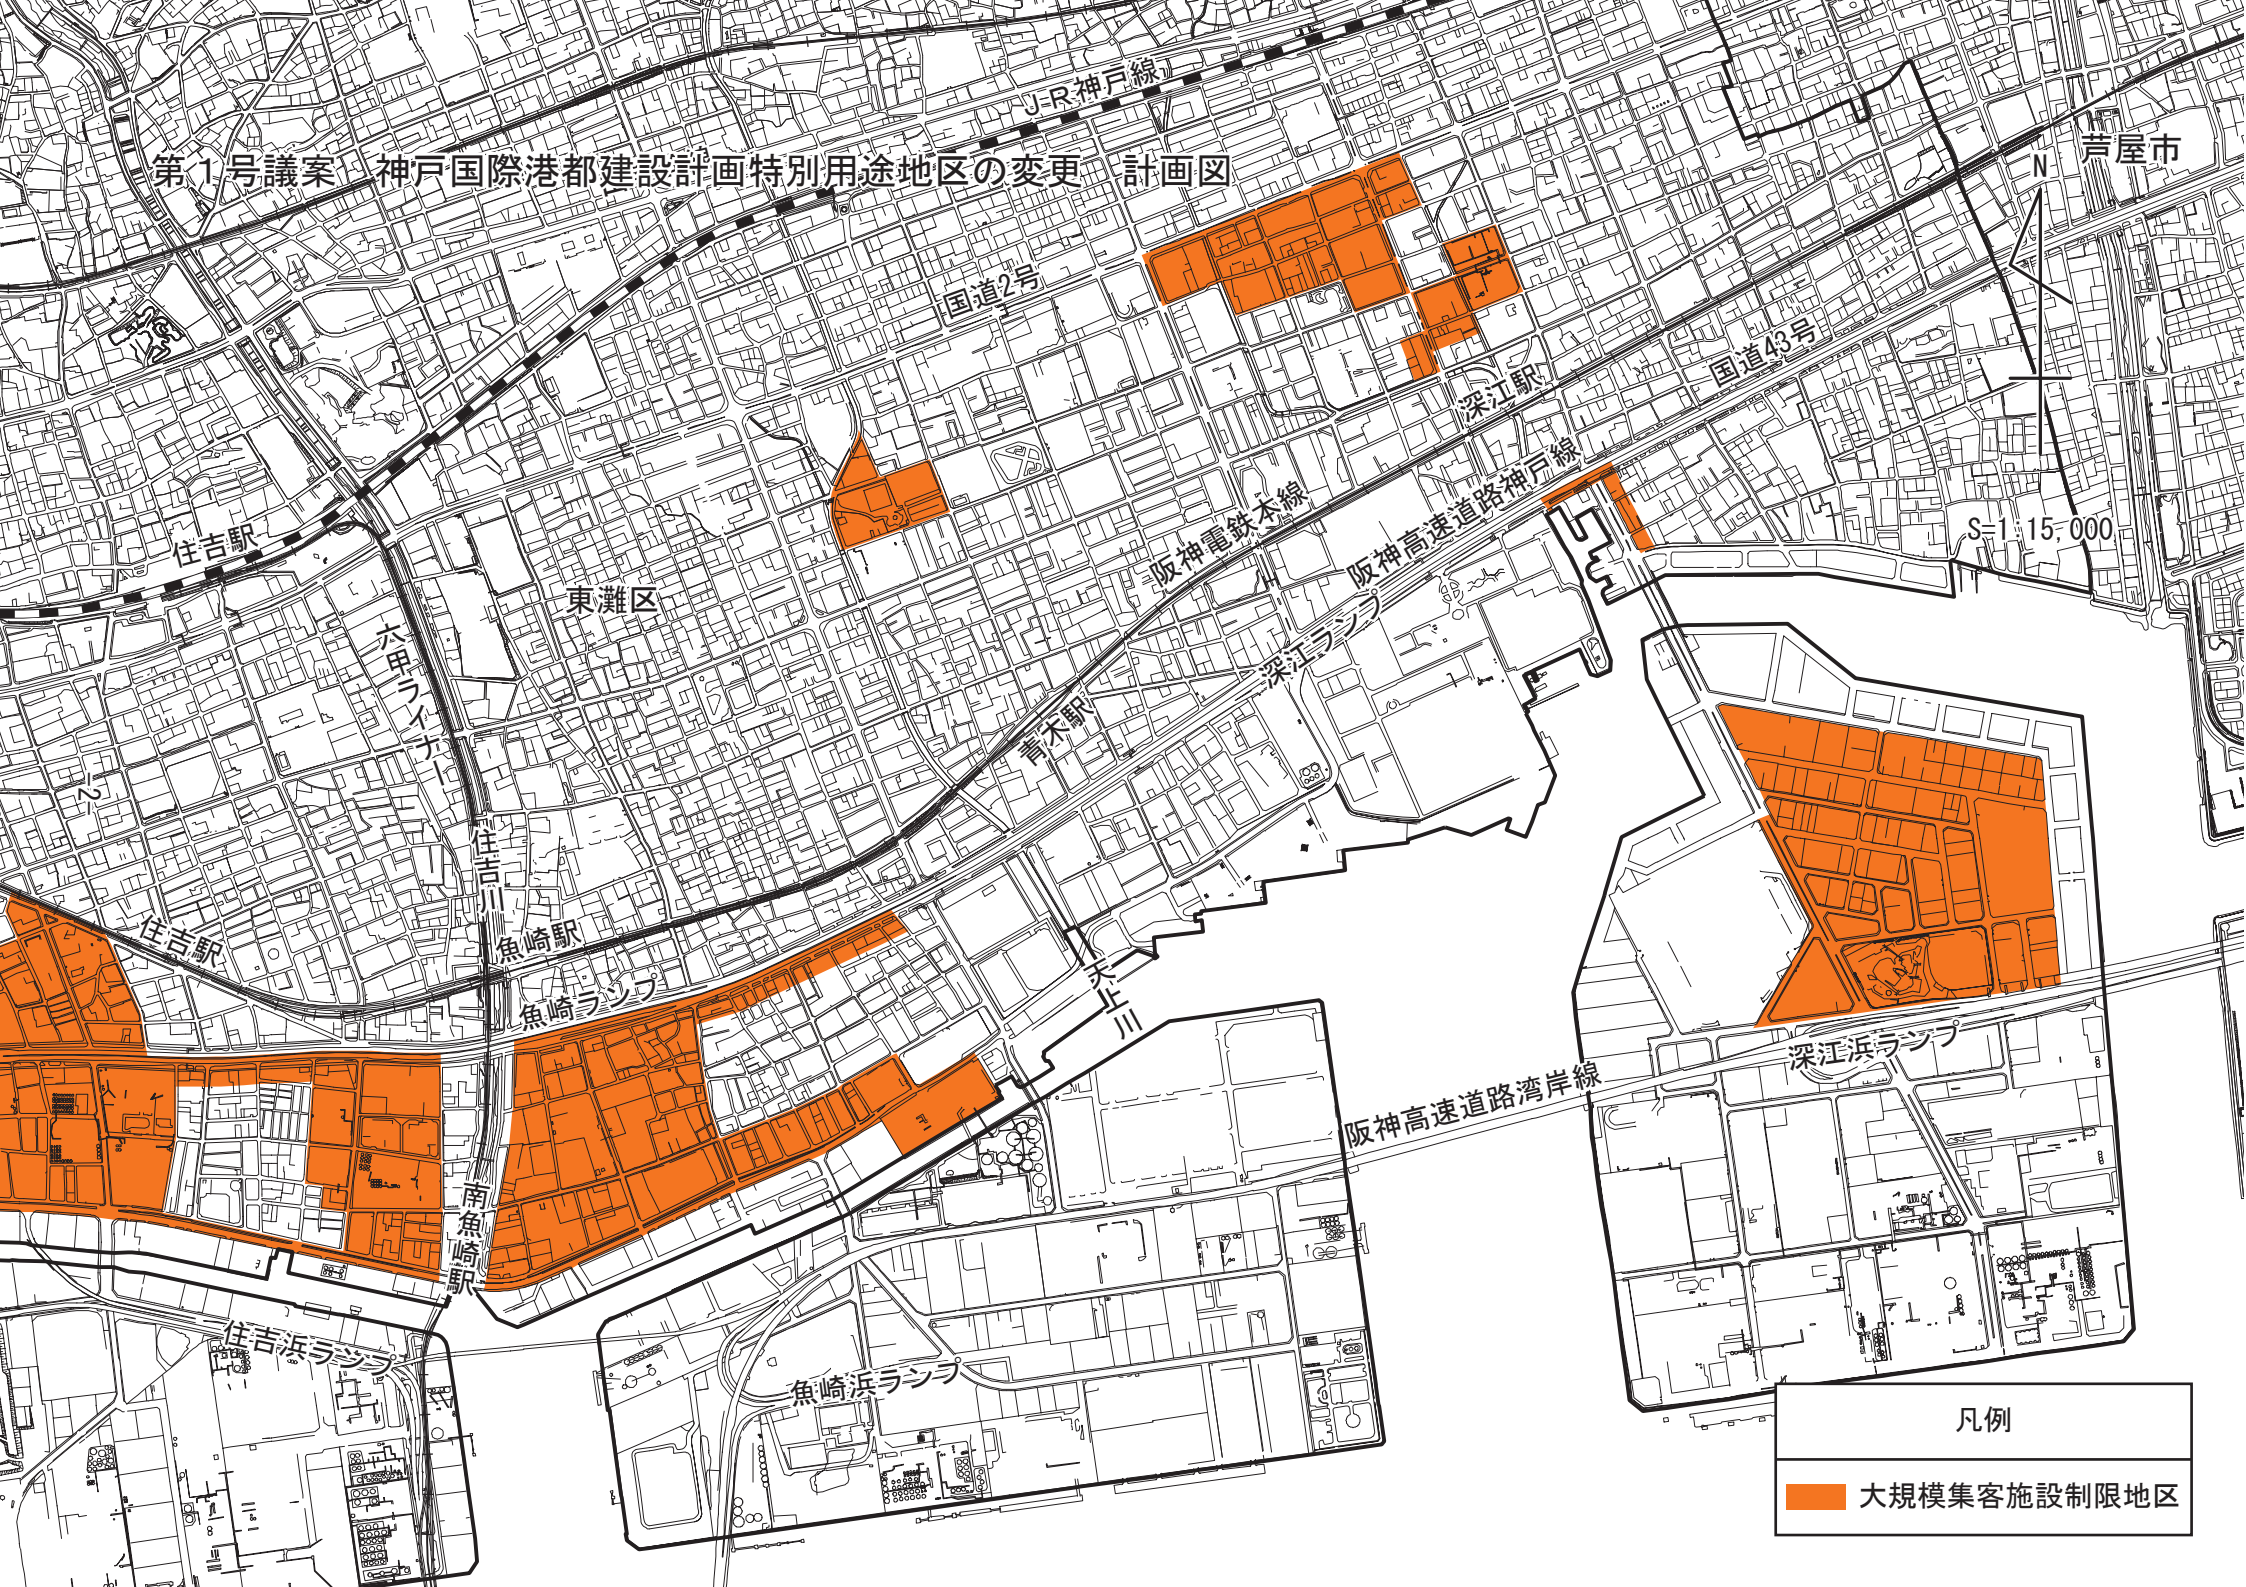 第１号議案　神戸国際港都建設計画特別用途地区の変更　計画図
ＪＲ神戸線
芦屋市
N
国道2号
国道43号
深江駅
阪神高速道路神戸線
阪神電鉄本線
S=1:15,000
住吉駅
東灘区
六甲ライナー
深江ランプ
青木駅
-2-
住吉川
住吉駅
魚崎駅
魚崎ランプ
天上川
深江浜ランプ
阪神高速道路湾岸線
南魚崎駅
住吉浜ランプ
魚崎浜ランプ
凡例
大規模集客施設制限地区